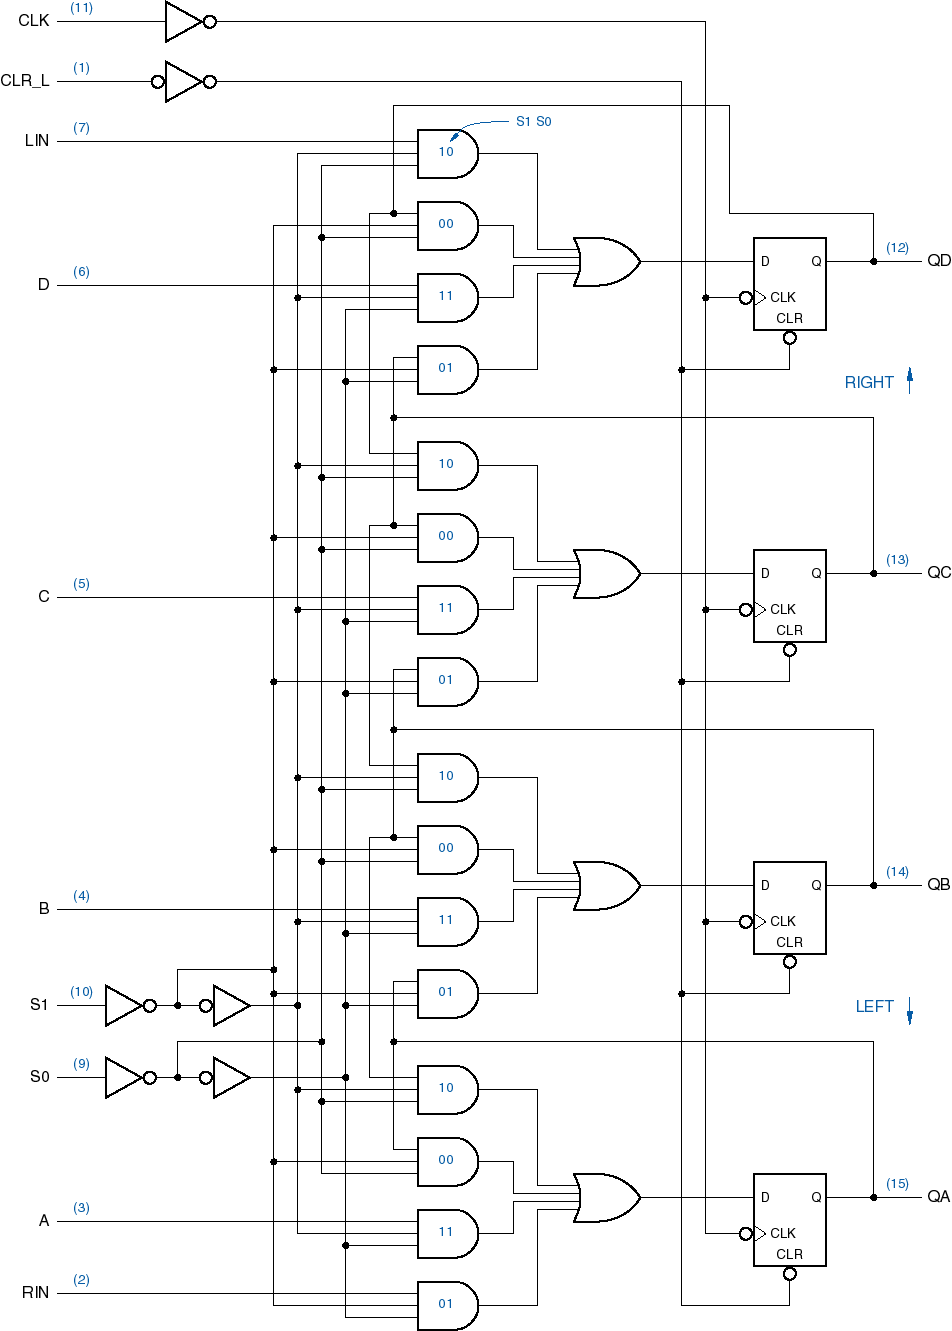 CLK (11)
CLR_L (1)
LIN (7)
S1 S0
10
00
D (6)
11
01
D Q
CLK
CLR
(12) QD
RIGHT
10
00
C (5)
11
01
D Q
CLK
CLR
(13) QC
10
00
B (4)
11
01
D Q
CLK
CLR
(14) QB
S1 (10)
LEFT
S0 (9)
10
00
A (3)
11
RIN (2)
01
D Q
CLK
CLR
(15) QA